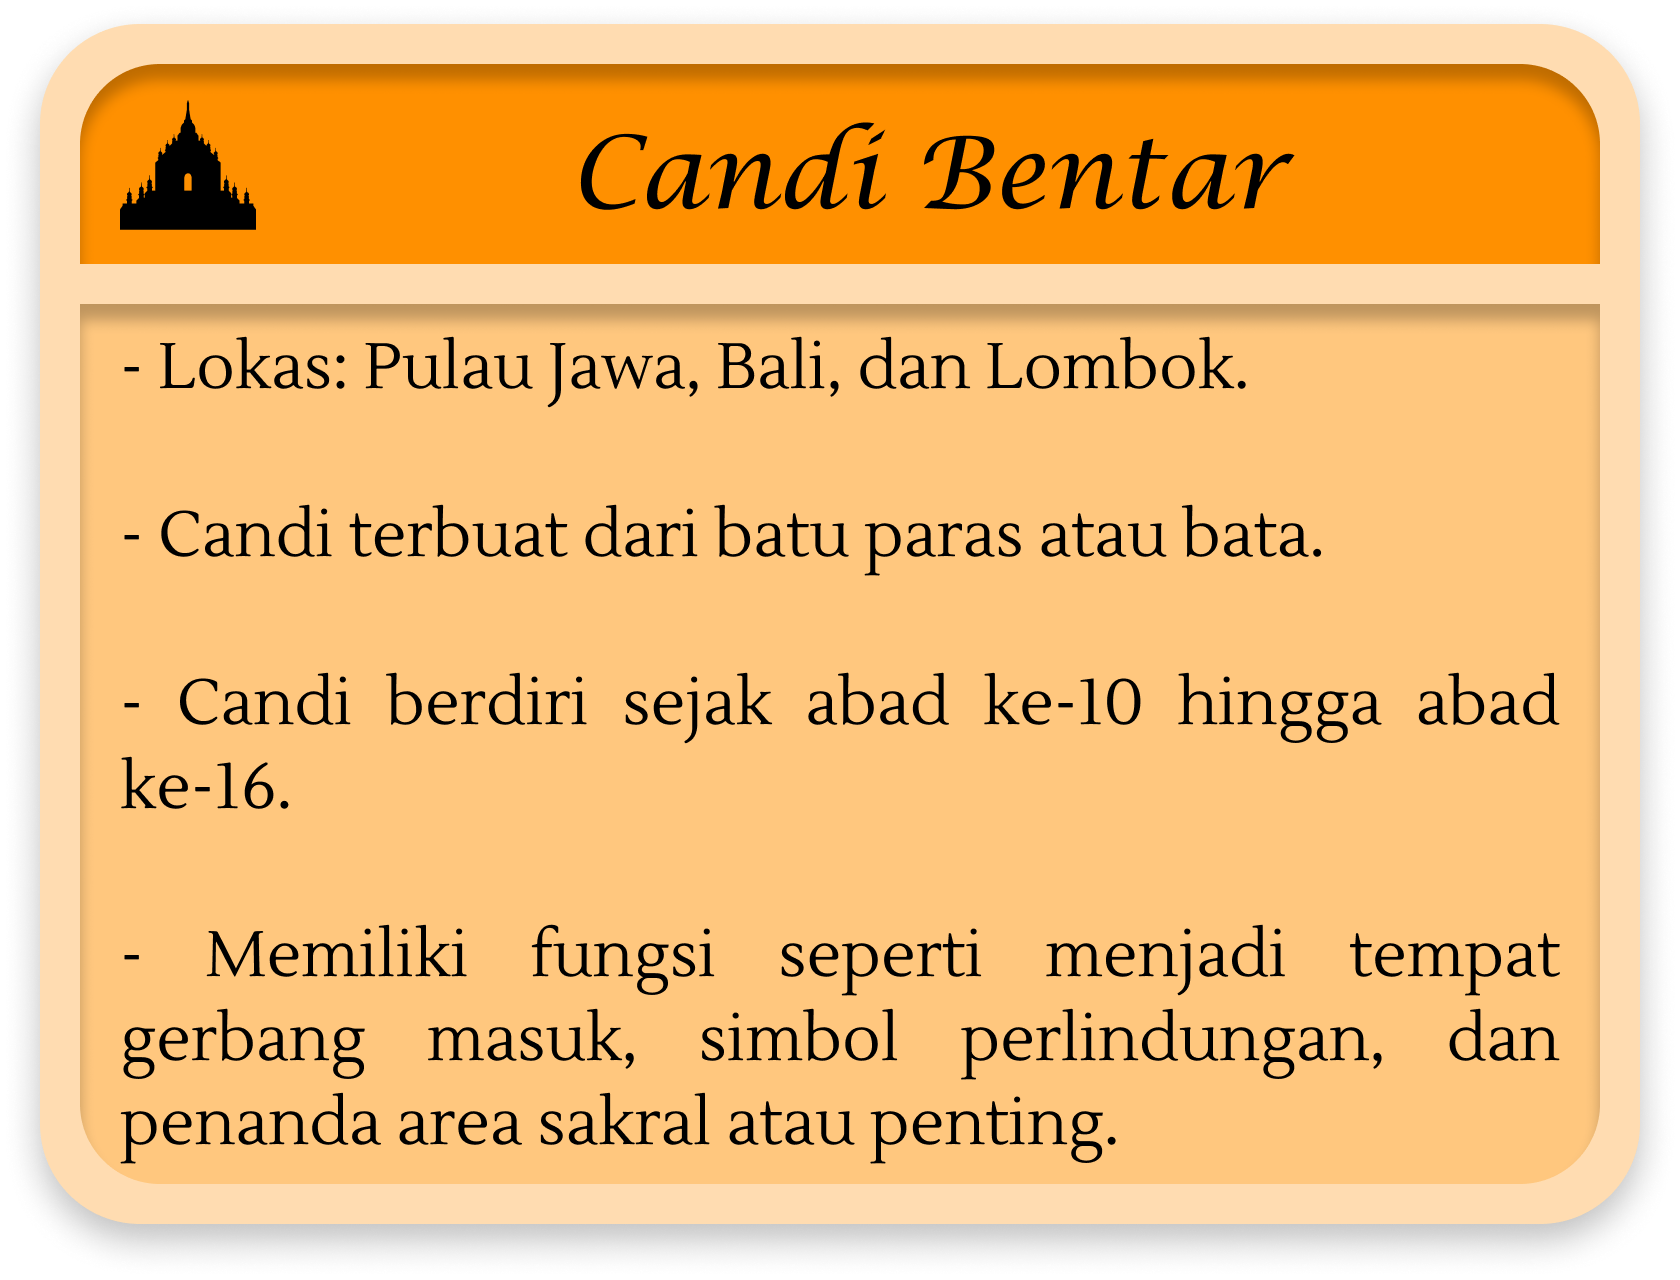 Candi Bentar
- Lokas: Pulau Jawa, Bali, dan Lombok.
- Candi terbuat dari batu paras atau bata.
- Candi berdiri sejak abad ke-10 hingga abad
ke-16.
- Memiliki fungsi seperti menjadi tempat
gerbang masuk, simbol perlindungan, dan
penanda area sakral atau penting.